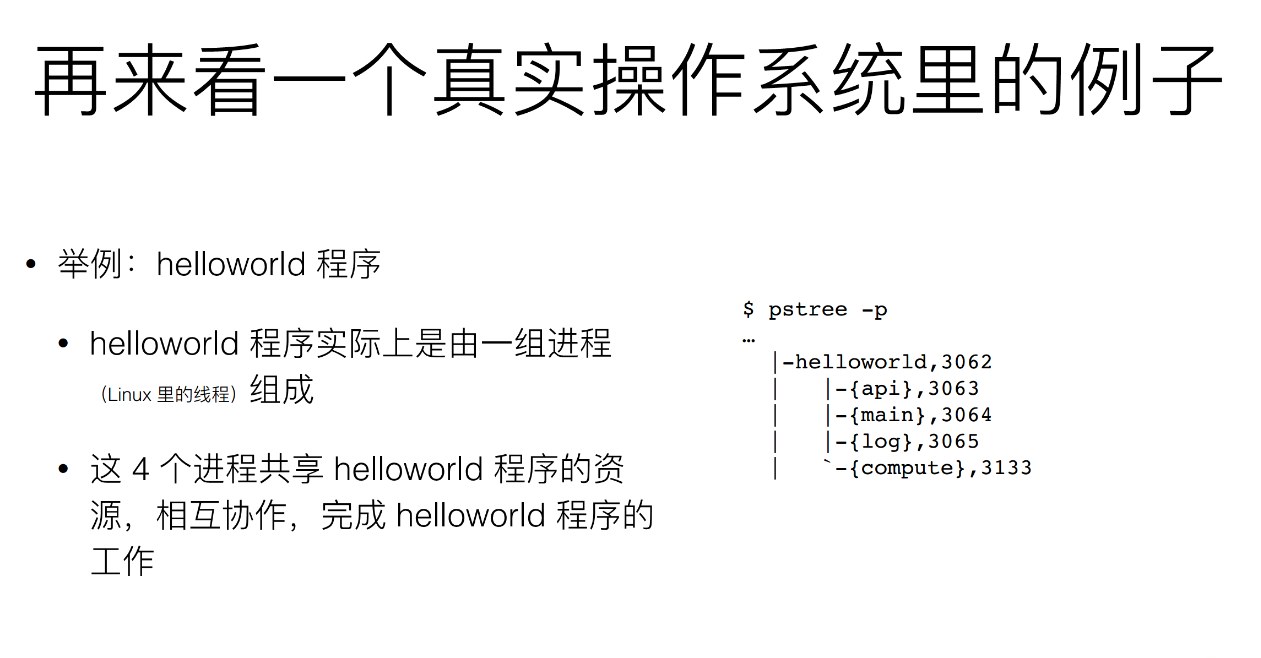 再来看一个真实操作系统里的例子
• 举例：helloworld 程序
• helloworld 程序实际上是由一组进程
（Linux 里的线程）组成
• 这 4 个进程共享 helloworld 程序的资
源，相互协作，完成 helloworld 程序的
工作
$ pstree -p
…
|-helloworld,3062
|   |-{api},3063
|   |-{main},3064
|   |-{log},3065
|   `-{compute},3133